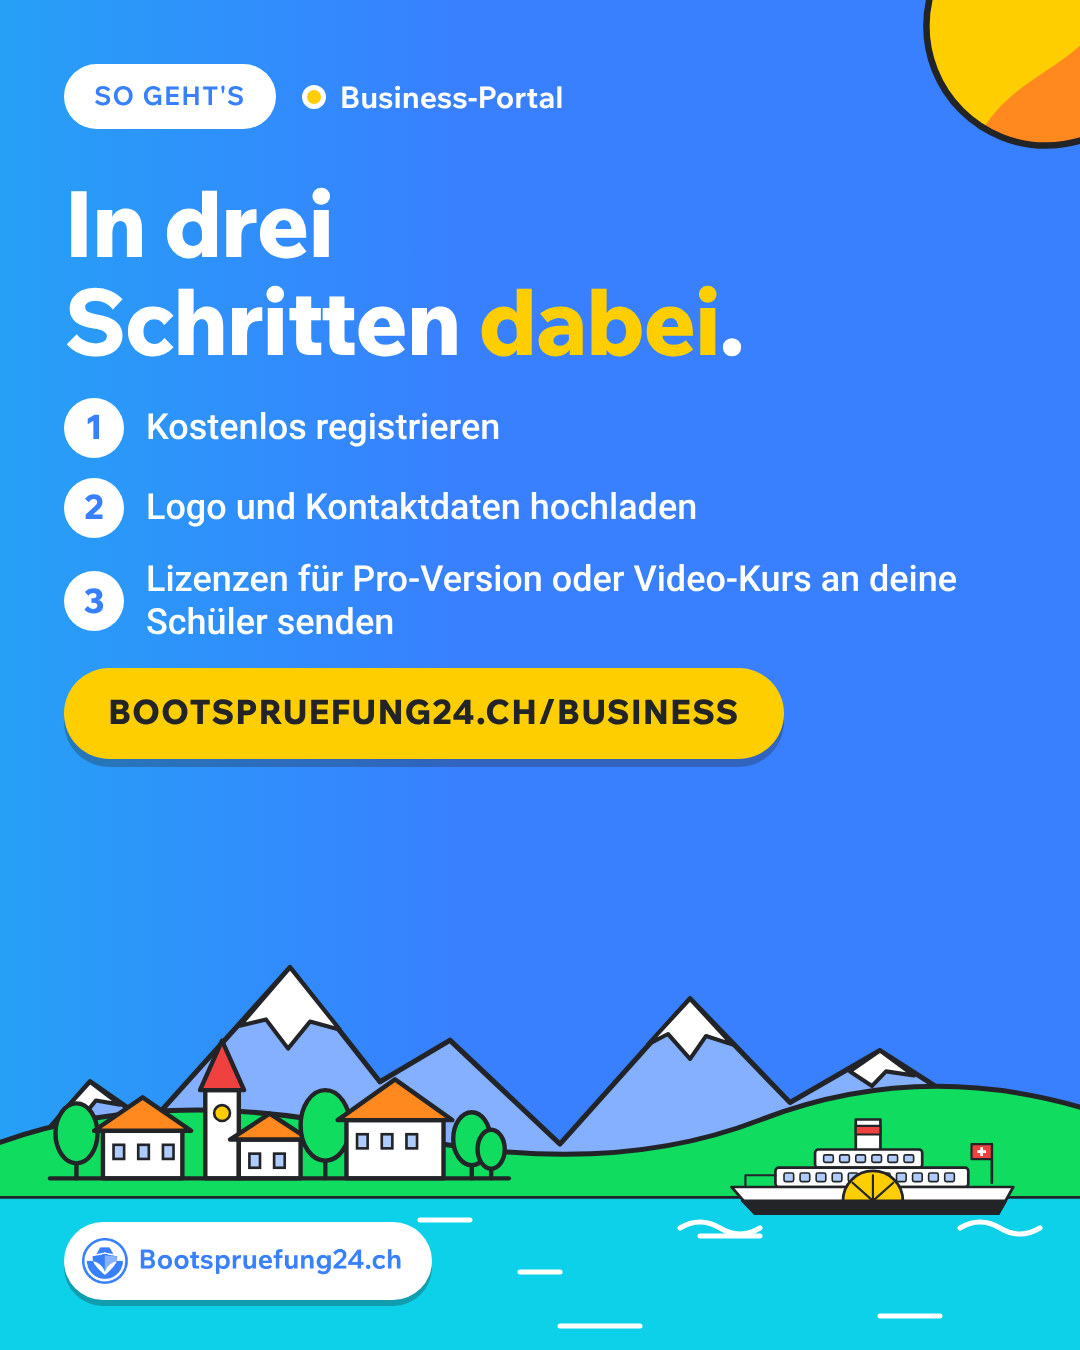 SO GEHT'S
Business-Portal
In drei
Schritten dabei.
1 Kostenlos registrieren
2 Logo und Kontaktdaten hochladen
3 Lizenzen für Pro-Version oder Video-Kurs an deine
Schüler senden
BOOTSPRUEFUNG24.CH/BUSINESS
Bootspruefung24.ch